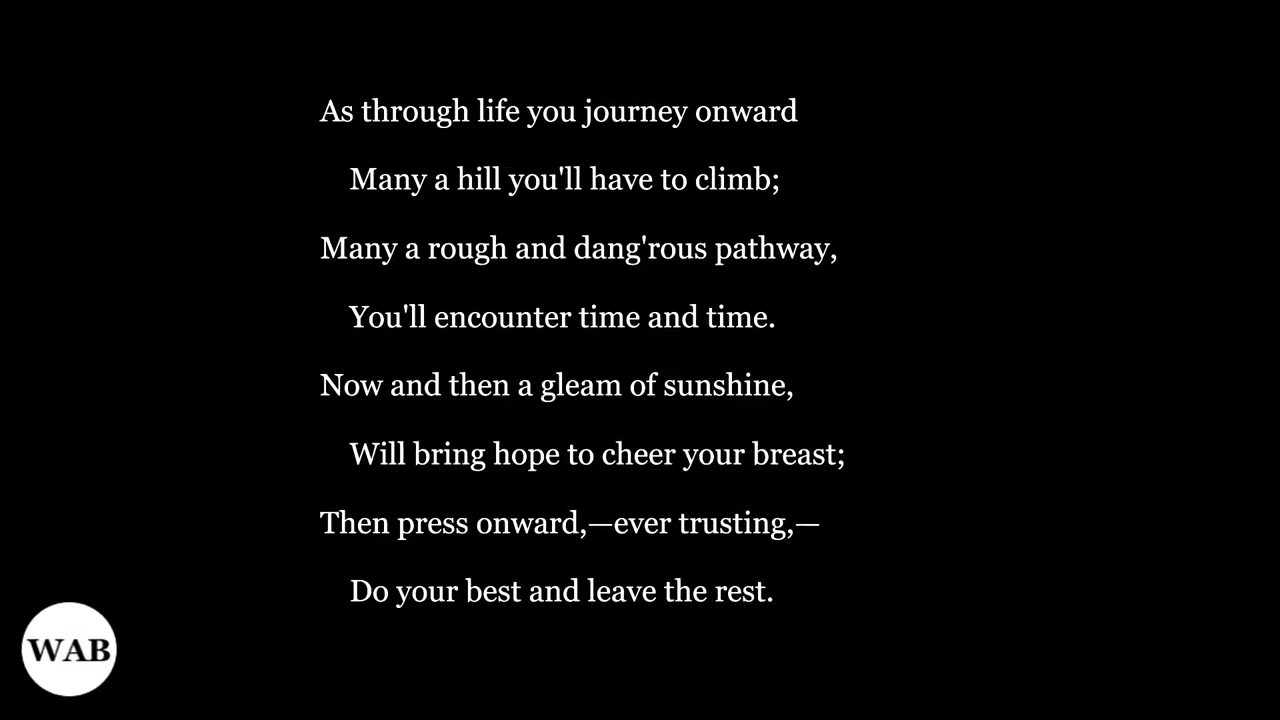 As through life you journey onward
Many a hill you'll have to climb;
Many a rough and dang'rous pathway,
You'll encounter time and time.
Now and then a gleam of sunshine,
Will bring hope to cheer your breast;
Then press onward,—ever trusting,—
Do your best and leave the rest.
WAB